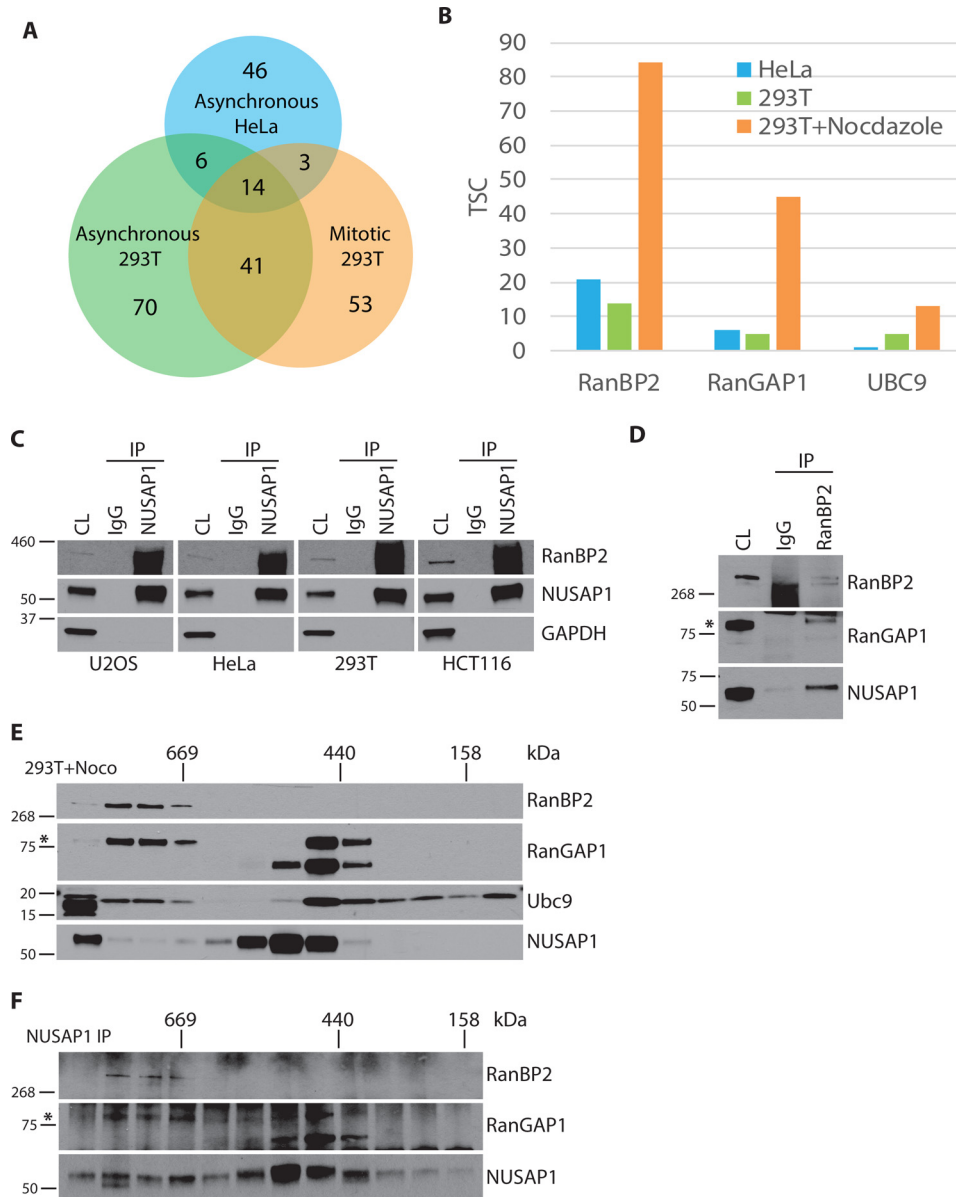 A
46
Asynchronous
HeLa
6
3
14
Asynchronous
293T
Mitotic
293T
41
70
53
B
90
80
70
60
50
40
30
20
10
0
TSC
HeLa
293T
293T+Nocdazole
RanBP2
RanGAP1
UBC9
C
IP
IP
IP
IP
CL
IgG
NUSAP1
CL
IgG
NUSAP1
CL
IgG
NUSAP1
CL
IgG
NUSAP1
460
RanBP2
50
NUSAP1
37
GAPDH
U2OS
HeLa
293T
HCT116
D
IP
CL
IgG
RanBP2
268
RanBP2
*
75
RanGAP1
75
50
NUSAP1
E
669
440
158
kDa
293T+Noco
268
RanBP2
*
75
RanGAP1
20
15
Ubc9
50
NUSAP1
F
669
440
158
kDa
NUSAP1 IP
268
RanBP2
*
75
RanGAP1
50
NUSAP1